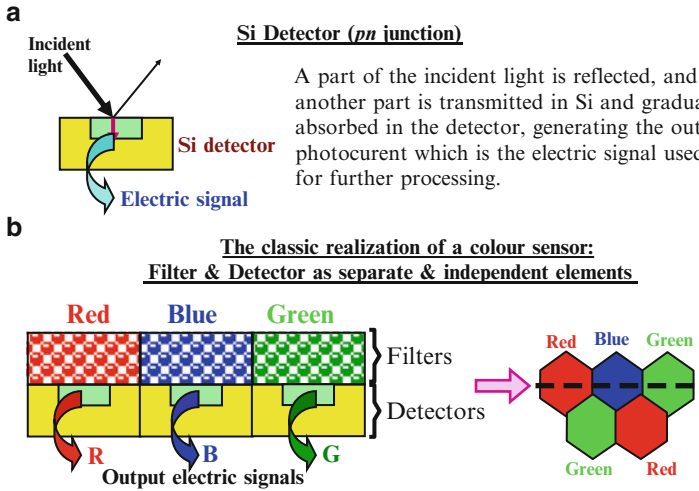 a
Si Detector (pn junction)
Incident
light
A part of the incident light is reflected, and
another part is transmitted in Si and gradua
absorbed in the detector, generating the out
photocurent which is the electric signal used
for further processing.
Si detector
Electric signal
b
The classic realization of a colour sensor:
Filter & Detector as separate & independent elements
Red Blue Green
Filters
Detectors
R B G
Output electric signals
Red Blue Green
Green Red